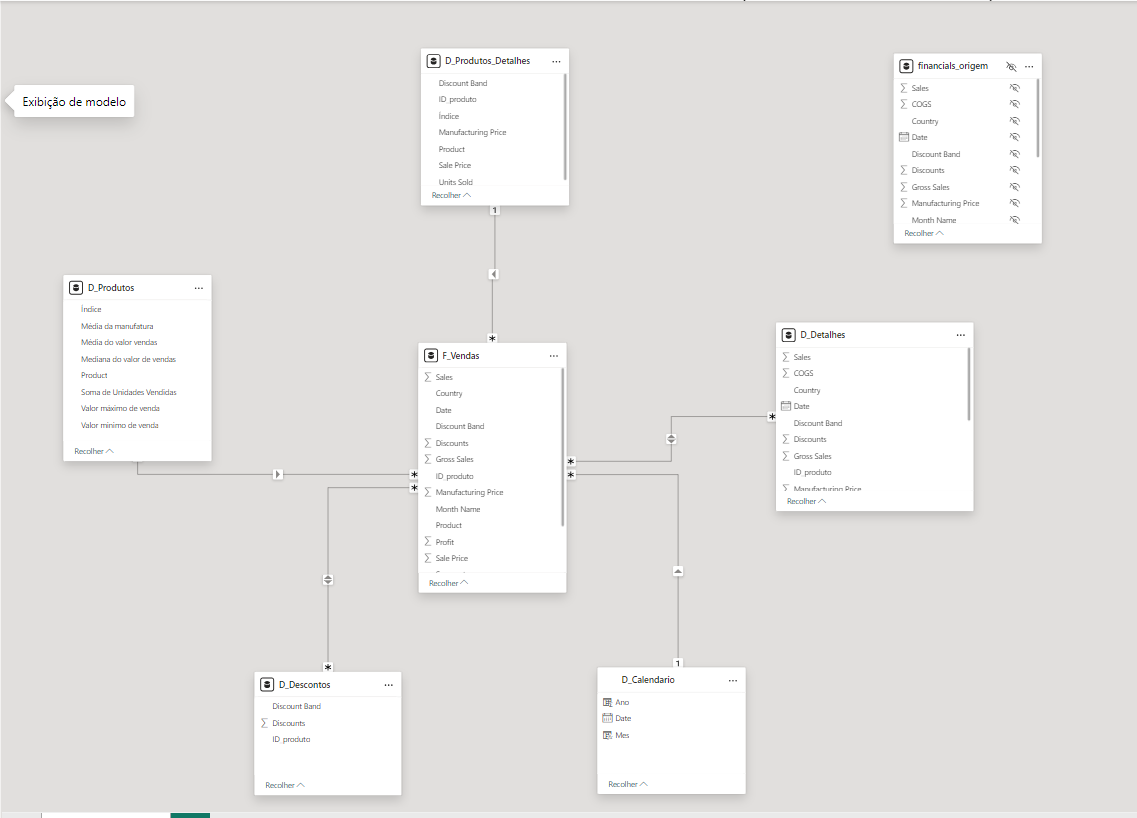 Exibição de modelo
D_Produtos_Detalhes
Discount Band
ID_produto
Índice
Manufacturing Price
Product
Sale Price
Units Sold
Recolher
financials_origem
Sales
COGS
Country
Date
Discount Band
Discounts
Gross Sales
Manufacturing Price
Month Name
Recolher
1
*
D_Produtos
Índice
Média da manufatura
Média do valor vendas
Mediana do valor de vendas
Product
Soma de Unidades Vendidas
Valor máximo de venda
Valor mínimo de venda
Recolher
F_Vendas
Sales
Country
Date
Discount Band
Discounts
Gross Sales
ID_produto
Manufacturing Price
Month Name
Product
Profit
Sale Price
Recolher
D_Detalhes
Sales
COGS
Country
Date
Discount Band
Discounts
Gross Sales
ID_produto
Manufacturing Price
Recolher
*
*
*
*
*
*
1
D_Descontos
Discount Band
Discounts
ID_produto
Recolher
D_Calendario
Ano
Date
Mes
Recolher